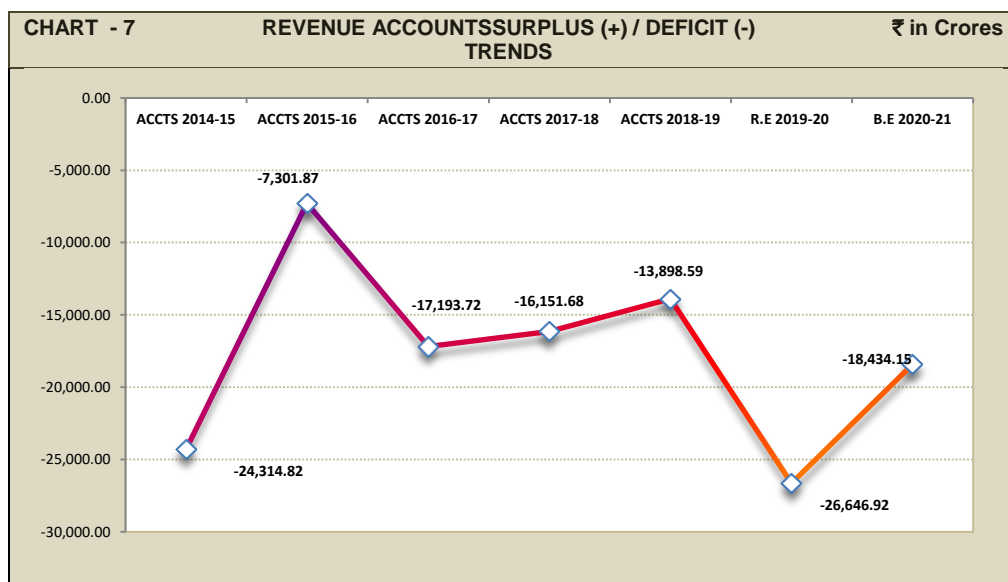 CHART - 7
REVENUE ACCOUNTSSURPLUS (+) / DEFICIT (-)
TRENDS
₹ in Crores
0.00
ACCTS 2014-15 ACCTS 2015-16 ACCTS 2016-17 ACCTS 2017-18 ACCTS 2018-19 R.E 2019-20 B.E 2020-21
-5,000.00
-7,301.87
-10,000.00
-13,898.59
-15,000.00
-17,193.72
-16,151.68
-18,434.15
-20,000.00
-25,000.00
-24,314.82
-26,646.92
-30,000.00